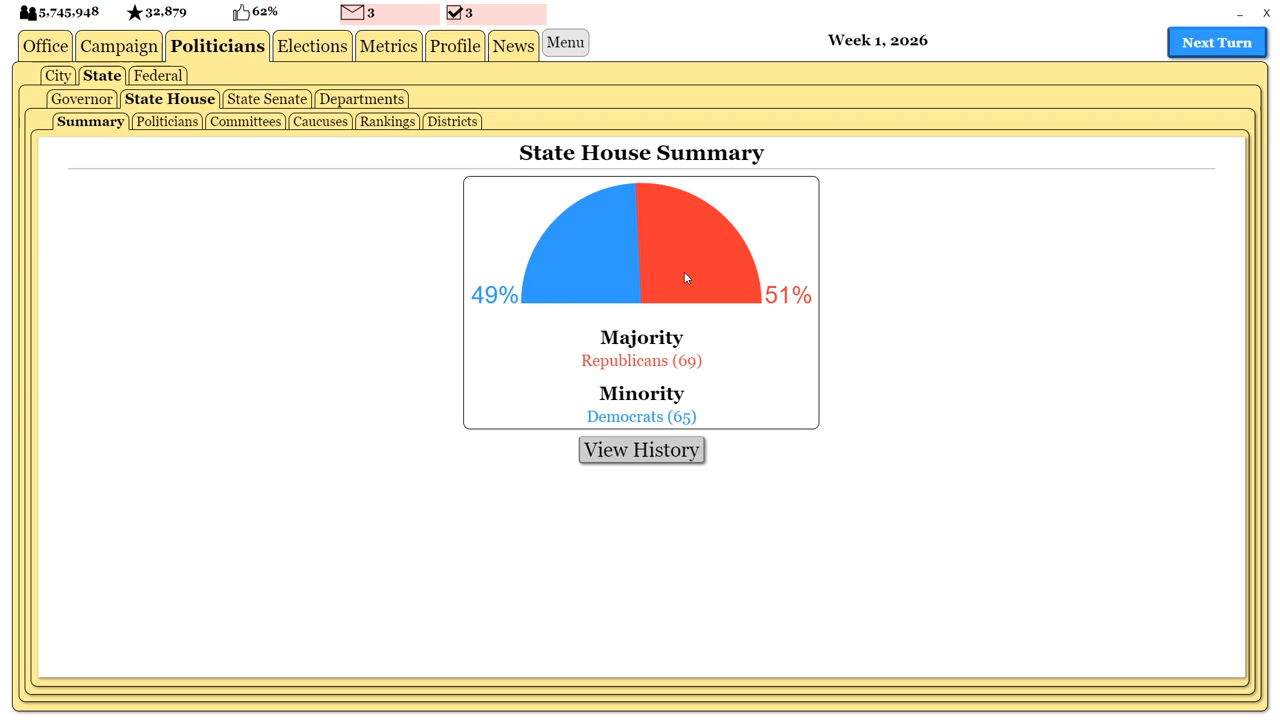 5,745,948 32,879 62% 3 3 _ X
Office Campaign Politicians Elections Metrics Profile News Menu Week 1, 2026 Next Turn
City State Federal
Governor State House State Senate Departments
Summary Politicians Committees Caucuses Rankings Districts
State House Summary
49% 51%
Majority
Republicans (69)
Minority
Democrats (65)
View History